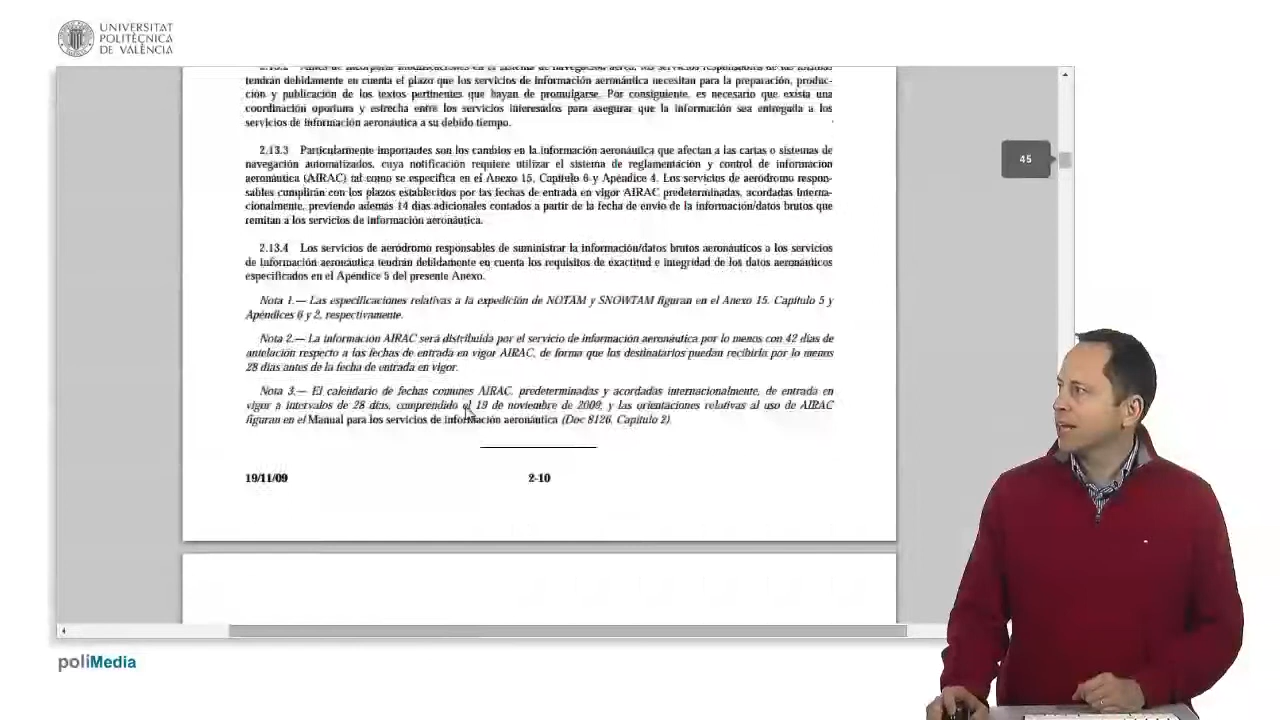 UNIVERSITAT
POLITÈCNICA
DE VALÈNCIA
tendrán debidamente en cuenta el plazo que los servicios de información aeronáutica necesitan para la preparación, produc-
ción y publicación de los textos pertinentes que hayan de promulgarse. Por consiguiente, es necesario que exista una
coordinación oportuna y estrecha entre los servicios interesados para asegurar que la información sea entregada a los
servicios de información aeronáutica a su debido tiempo.
2.13.3 Particularmente importantes son los cambios en la información aeronáutica que afectan a las cartas o sistemas de
navegación automatizados, cuya notificación requiere utilizar el sistema de reglamentación y control de información
aeronáutica (AIRAC) tal como se especifica en el Anexo 15, Capítulo 6 y Apéndice 4. Los servicios de aeródromo respon-
sables cumplirán con los plazos establecidos por las fechas de entrada en vigor AIRAC predeterminadas, acordadas interna-
cionalmente, previendo además 14 días adicionales contados a partir de la fecha de envío de la información/datos brutos que
remitan a los servicios de información aeronáutica.
2.13.4 Los servicios de aeródromo responsables de suministrar la información/datos brutos aeronáuticos a los servicios
de información aeronáutica tendrán debidamente en cuenta los requisitos de exactitud e integridad de los datos aeronáuticos
especificados en el Apéndice 5 del presente Anexo.
Nota 1.— Las especificaciones relativas a la expedición de NOTAM y SNOWTAM figuran en el Anexo 15, Capítulo 5 y
Apéndices 6 y 2, respectivamente.
Nota 2.— La información AIRAC será distribuida por el servicio de información aeronáutica por lo menos con 42 días de
antelación respecto a las fechas de entrada en vigor AIRAC, de forma que los destinatarios puedan recibirla por lo menos
28 días antes de la fecha de entrada en vigor.
Nota 3.— El calendario de fechas comunes AIRAC, predeterminadas y acordadas internacionalmente, de entrada en
vigor a intervalos de 28 días, comprendido el 19 de noviembre de 2009, y las orientaciones relativas al uso de AIRAC
figuran en el Manual para los servicios de información aeronáutica (Doc 8126, Capítulo 2).
19/11/09 2-10
45
poliMedia